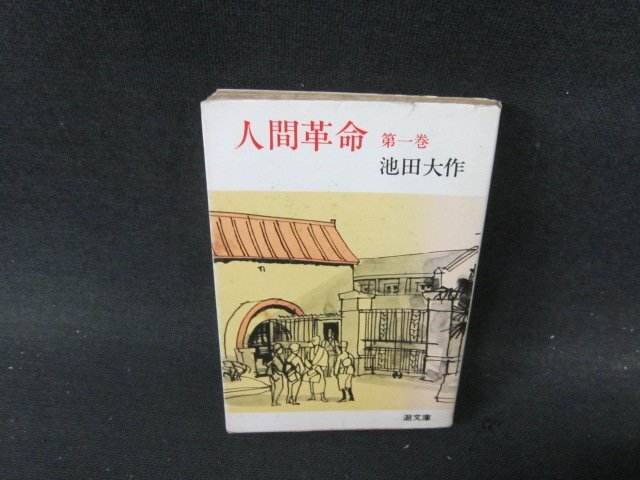 人間革命 第一巻
池田大作
潮文庫